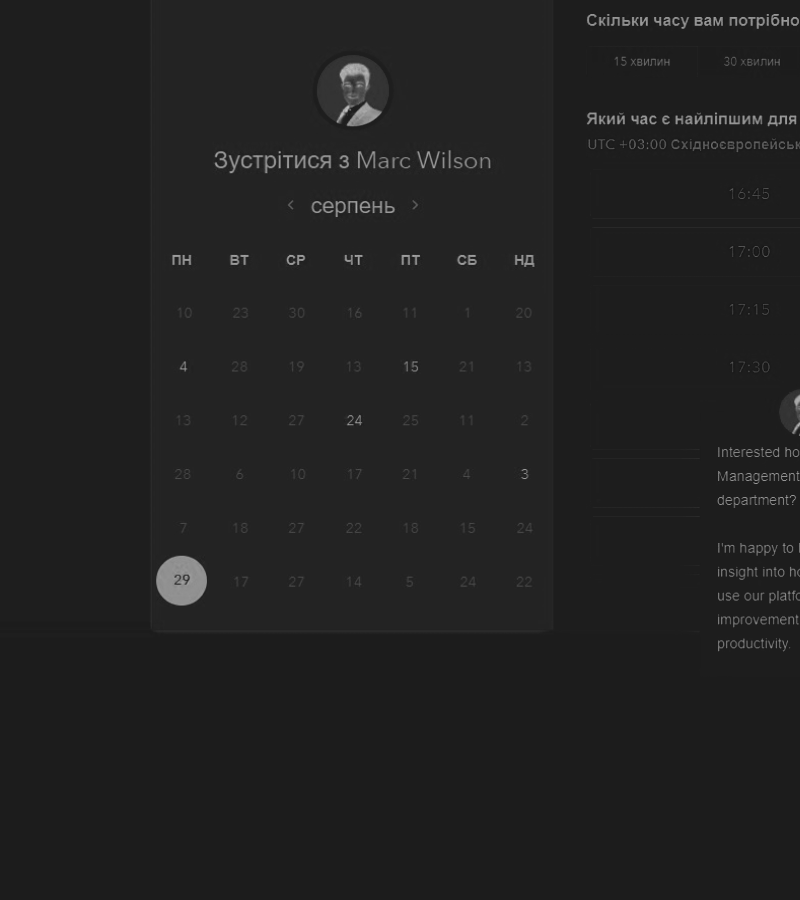 Зустрітися з Marc Wilson
серпень
ПН ВТ СР ЧТ ПТ СБ НД
10 23 30 16 11 1 20
4 28 19 13 15 21 13
13 12 27 24 25 11 2
28 6 10 17 21 4 3
7 18 27 22 18 15 24
29 17 27 14 5 24 22
Скільки часу вам потрібно
15 хвилин 30 хвилин
Який час є найліпшим для
UTC +03:00 Східноєвропейськ
16:45
17:00
17:15
17:30
Interested ho
Management
department?
I'm happy to
insight into ho
use our platfo
improvement
productivity.